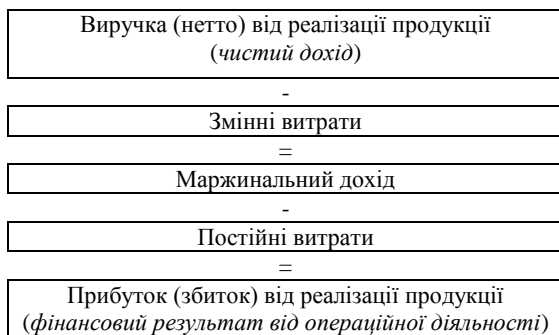 Виручка (нетто) від реалізації продукції
(чистий дохід)
-
Змінні витрати
=
Маржинальний дохід
-
Постійні витрати
=
Прибуток (збиток) від реалізації продукції
(фінансовий результат від операційної діяльності)